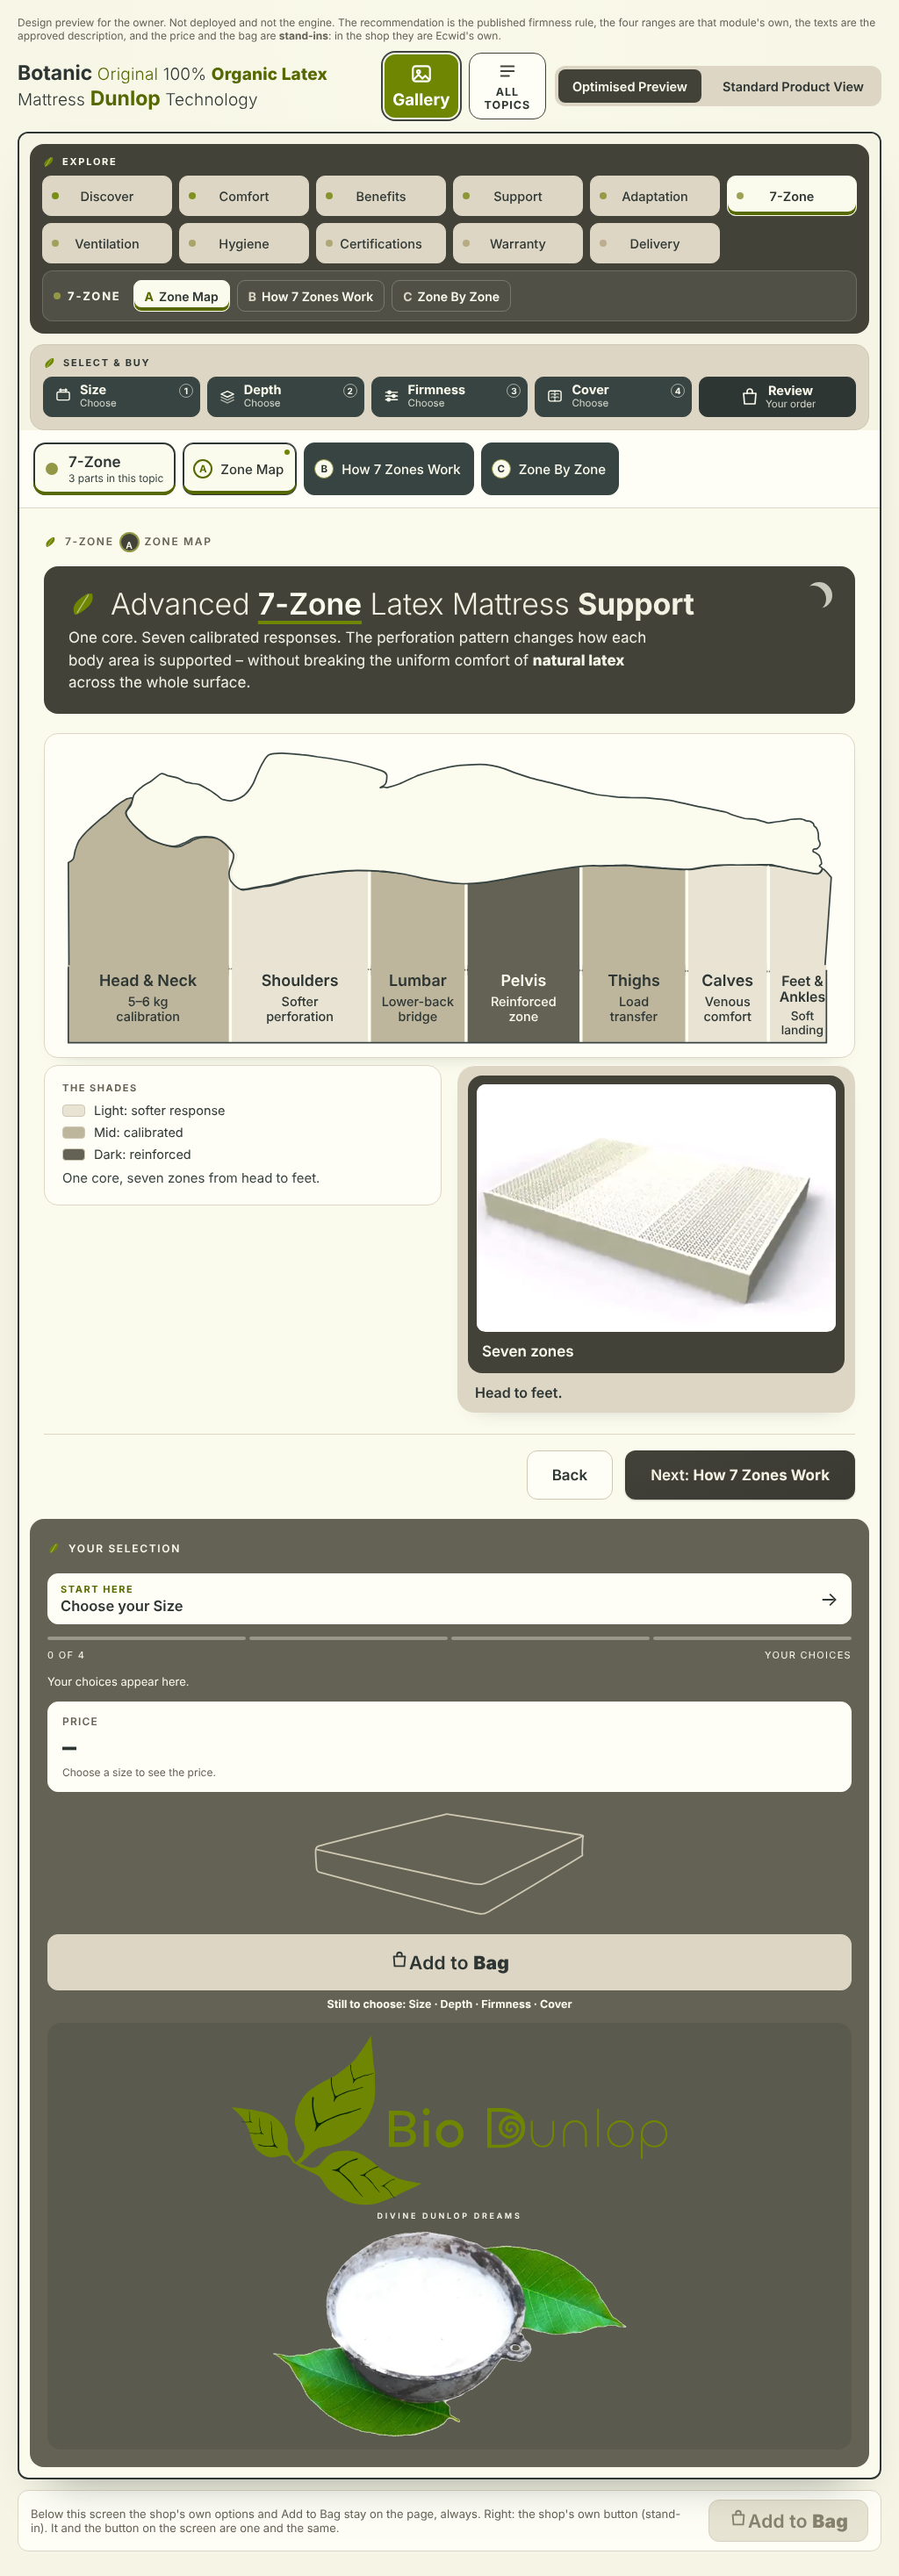 Design preview for the owner. Not deployed and not the engine. The recommendation is the published firmness rule, the four ranges are that module's own, the texts are the
approved description, and the price and the bag are stand-ins: in the shop they are Ecwid's own.
Botanic Original 100% Organic Latex
Mattress Dunlop Technology
Gallery
ALL
TOPICS
Optimised Preview
Standard Product View
EXPLORE
Discover
Comfort
Benefits
Support
Adaptation
7-Zone
Ventilation
Hygiene
Certifications
Warranty
Delivery
7-ZONE
A Zone Map
B How 7 Zones Work
C Zone By Zone
SELECT & BUY
Size
Choose
1
Depth
Choose
2
Firmness
Choose
3
Cover
Choose
4
Review
Your order
7-Zone
3 parts in this topic
A Zone Map
B How 7 Zones Work
C Zone By Zone
7-ZONE A ZONE MAP
Advanced 7-Zone Latex Mattress Support
One core. Seven calibrated responses. The perforation pattern changes how each
body area is supported – without breaking the uniform comfort of natural latex
across the whole surface.
Head & Neck
5–6 kg
calibration
Shoulders
Softer
perforation
Lumbar
Lower-back
bridge
Pelvis
Reinforced
zone
Thighs
Load
transfer
Calves
Venous
comfort
Feet &
Ankles
Soft
landing
THE SHADES
Light: softer response
Mid: calibrated
Dark: reinforced
One core, seven zones from head to feet.
Seven zones
Head to feet.
Back
Next: How 7 Zones Work
YOUR SELECTION
START HERE
Choose your Size
0 OF 4
YOUR CHOICES
Your choices appear here.
PRICE
–
Choose a size to see the price.
Add to Bag
Still to choose: Size · Depth · Firmness · Cover
Bio Dunlop
DIVINE DUNLOP DREAMS
Below this screen the shop's own options and Add to Bag stay on the page, always. Right: the shop's own button (stand-
in). It and the button on the screen are one and the same.
Add to Bag